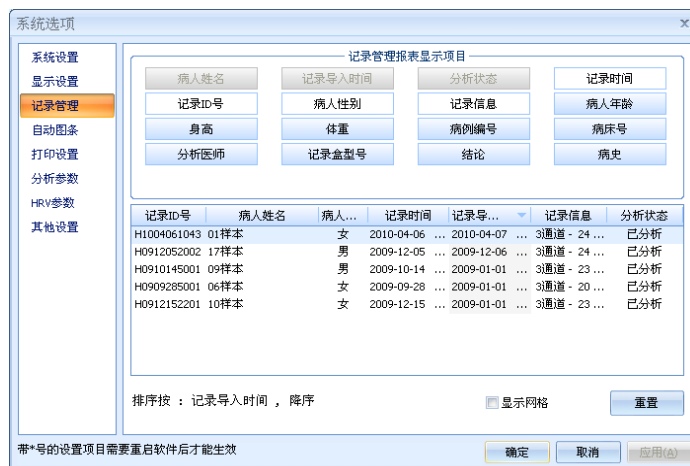 系统选项 x
系统设置
显示设置
记录管理
自动图条
打印设置
分析参数
HRV参数
其他设置
记录管理报表显示项目
病人姓名 记录导入时间 分析状态 记录时间
记录ID号 病人性别 记录信息 病人年龄
身高 体重 病例编号 病床号
分析医师 记录盒型号 结论 病史
记录ID号 病人姓名 病人... 记录时间 记录导... 记录信息 分析状态
H1004061043 01样本 女 2010-04-06 ... 2010-04-07 ... 3通道 - 24 ... 已分析
H0912052002 17样本 男 2009-12-05 ... 2009-12-06 ... 3通道 - 24 ... 已分析
H0910145001 09样本 男 2009-10-14 ... 2009-01-01 ... 3通道 - 23 ... 已分析
H0909285001 06样本 女 2009-09-28 ... 2009-01-01 ... 3通道 - 20 ... 已分析
H0912152201 10样本 女 2009-12-15 ... 2009-01-01 ... 3通道 - 23 ... 已分析
排序按 : 记录导入时间 , 降序 显示网格 重置
带*号的设置项目需要重启软件后才能生效 确定 取消 应用(A)